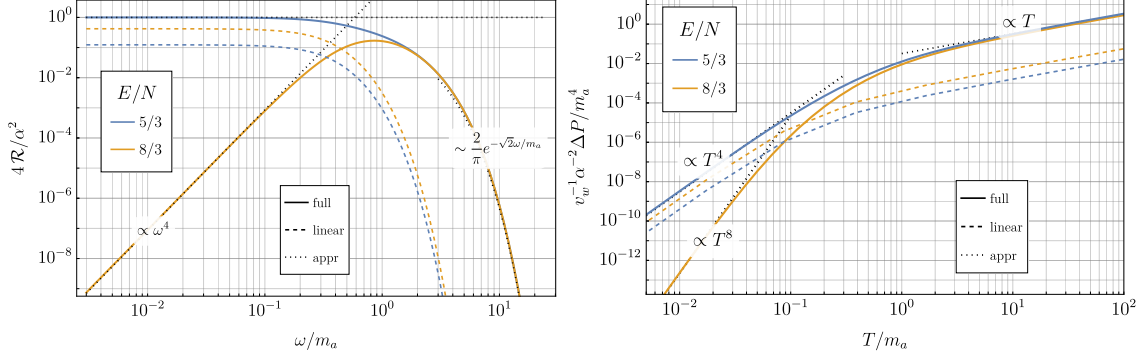 10^0
10^{-2}
10^{-4}
10^{-6}
10^{-8}
4 ℛ/α^2
E/N
5/3
8/3
∝ ω^4
full
linear
appr
∼ \frac{2}{π} e^{-\sqrt{2}ω/m_a}
10^{-2} 10^{-1} 10^0 10^1
ω/m_a
10^0
10^{-2}
10^{-4}
10^{-6}
10^{-8}
10^{-10}
10^{-12}
v_w^{-1} α^{-2} ΔP/m_a^4
E/N
5/3
8/3
∝ T
∝ T^4
∝ T^8
full
linear
appr
10^{-2} 10^{-1} 10^0 10^1 10^2
T/m_a